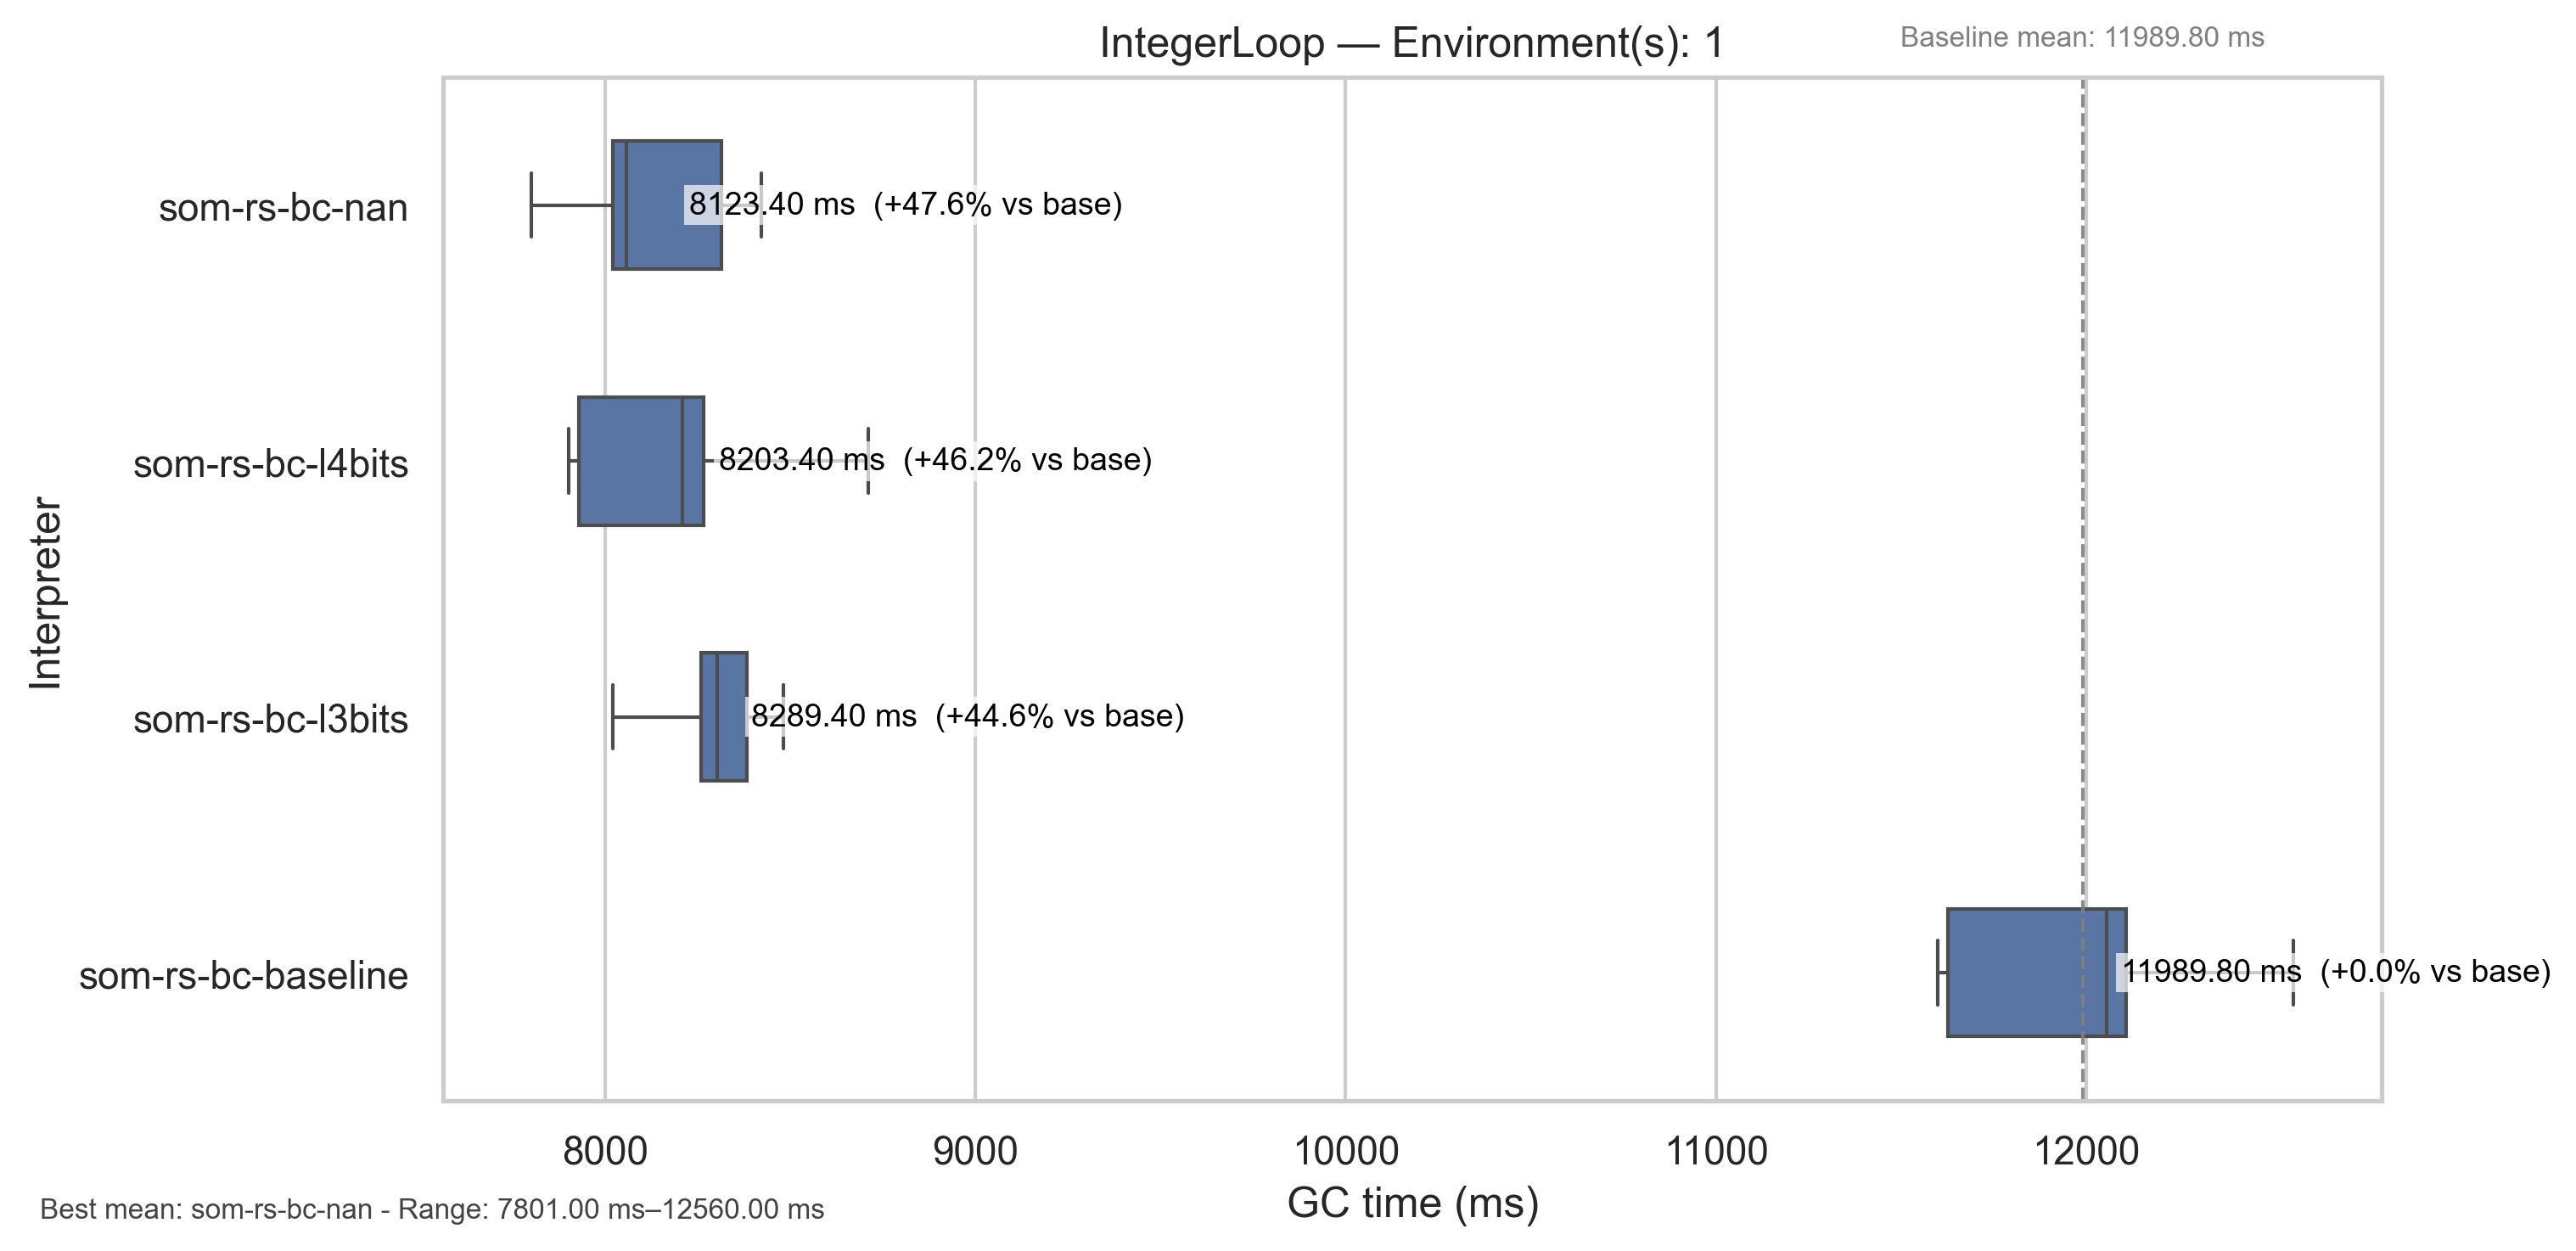 IntegerLoop — Environment(s): 1
Baseline mean: 11989.80 ms
som-rs-bc-nan
8123.40 ms  (+47.6% vs base)
som-rs-bc-l4bits
8203.40 ms  (+46.2% vs base)
som-rs-bc-l3bits
8289.40 ms  (+44.6% vs base)
som-rs-bc-baseline
11989.80 ms  (+0.0% vs base)
Interpreter
8000 9000 10000 11000 12000
GC time (ms)
Best mean: som-rs-bc-nan - Range: 7801.00 ms–12560.00 ms